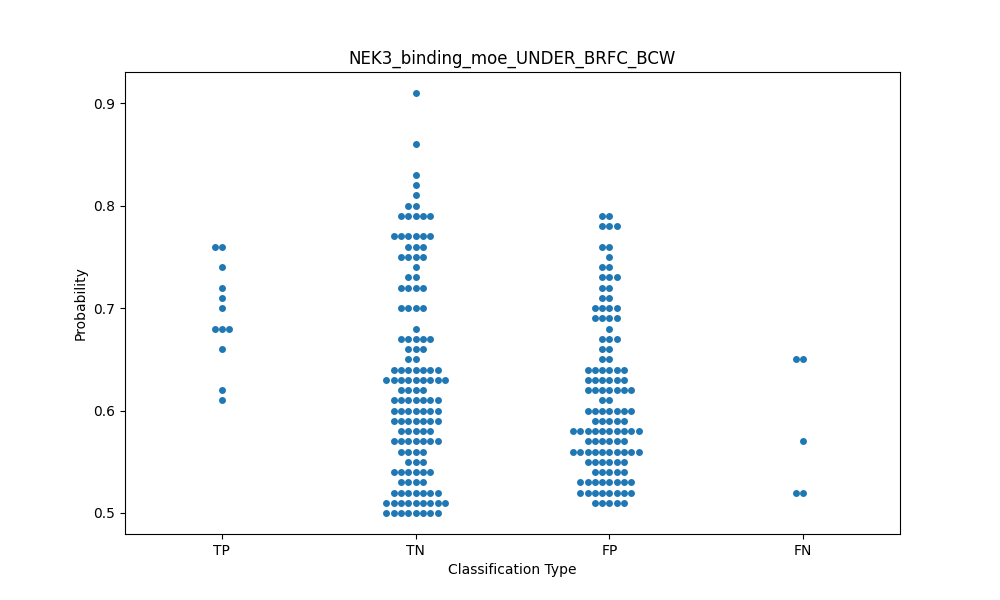 NEK3_binding_moe_UNDER_BRFC_BCW
0.9
0.8
0.7
0.6
0.5
Probability
TP TN FP FN
Classification Type